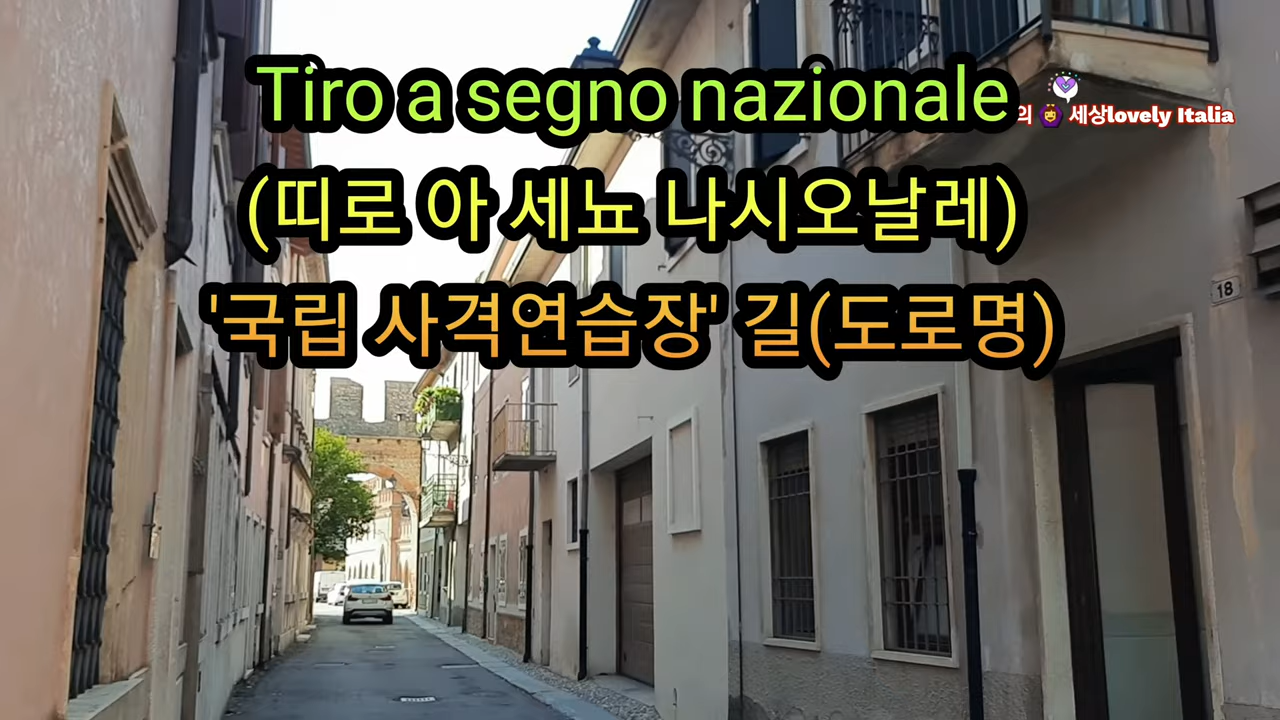 Tiro a segno nazionale
의 세상lovely Italia
(띠로 아 세뇨 나시오날레)
'국립 사격연습장' 길(도로명)
18